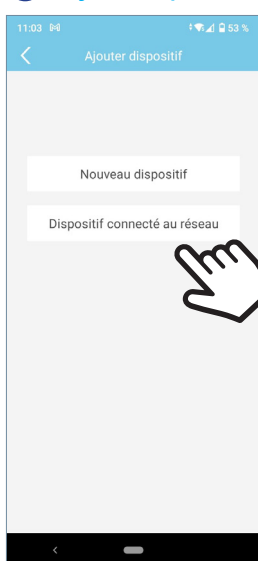 11:03 53 %
Ajouter dispositif
Nouveau dispositif
Dispositif connecté au réseau